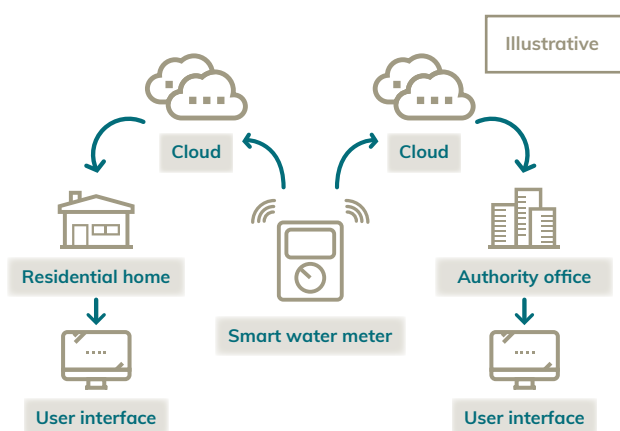 Illustrative
Cloud
Cloud
Residential home
Authority office
Smart water meter
User interface
User interface